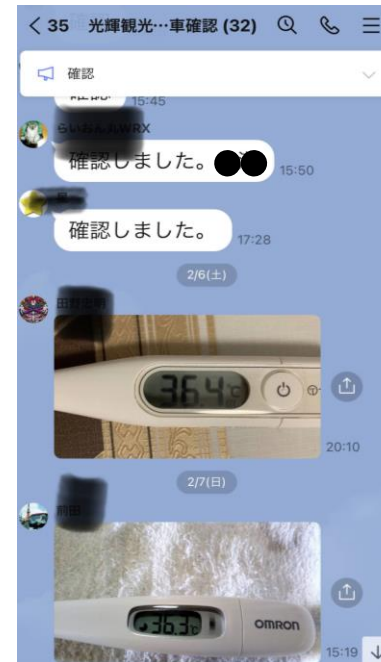 35 光輝観光…車確認 (32)
確認
15:45
らいおん丸WRX
確認しました。
15:50
確認しました。
17:28
2/6(土)
36.4℃
20:10
2/7(日)
前田
36.3℃
OMRON
15:19